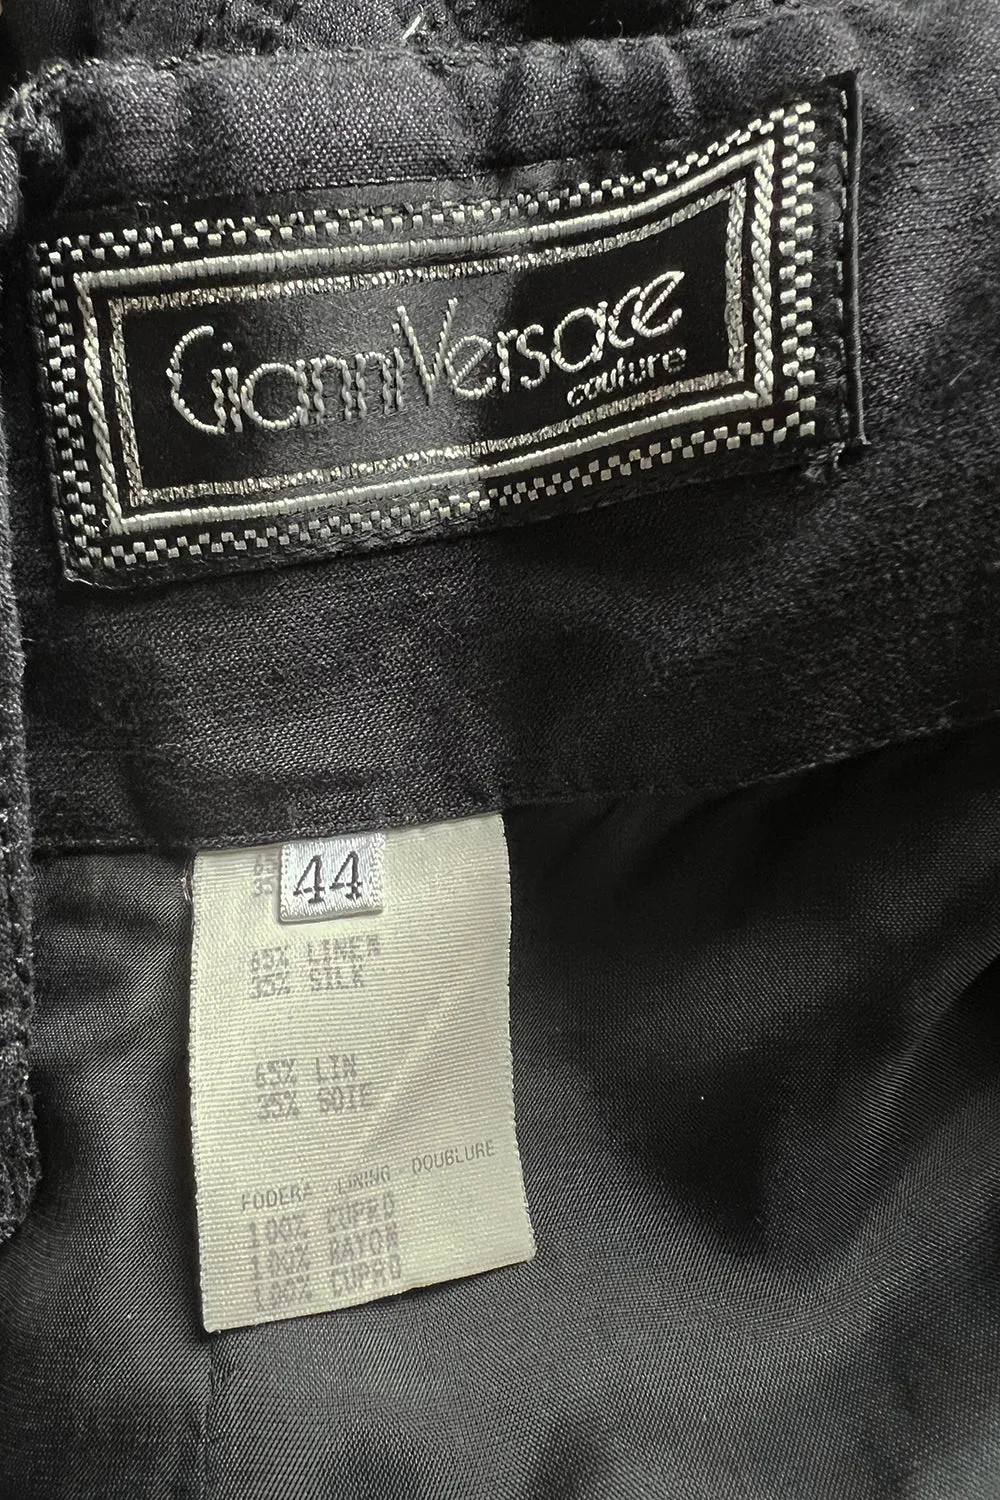 Gianni Versace
couture
44
65% LINEN
35% SILK
65% LIN
35% SOIE
FODERA - LINING - DOUBLURE
100% CUPRO
100% RAYON
100% CUPRO